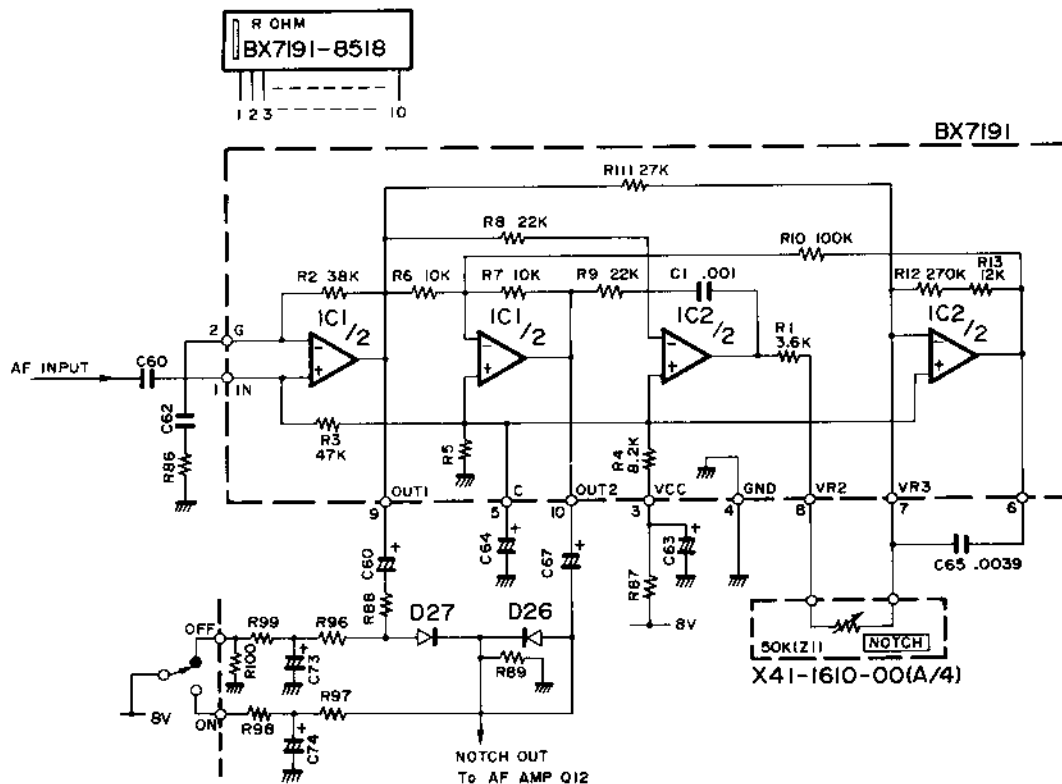 R OHM
BX7191-8518
1 2 3 10
BX7191
R111 27K
R8 22K
R10 100K
R2 38K
R6 10K
R7 10K
R9 22K
C1 .001
R12 270K
R13 12K
IC1/2
IC1/2
IC2/2
IC2/2
R1 3.6K
2 G
AF INPUT
C60
1 IN
C62
R86
R3 47K
R5
R4 8.2K
OUT1
C
OUT2
VCC
GND
VR2
VR3
9
5
10
3
4
8
7
6
C60 +
C64 +
C67 +
C63 +
C65 .0039
R88
R87
D27
D26
8V
50K(Z11)
NOTCH
X41-1610-00(A/4)
OFF
R99
R96
R100
C73 +
R89
8V
ON
R98
R97
C74 +
NOTCH OUT
To AF AMP Q12